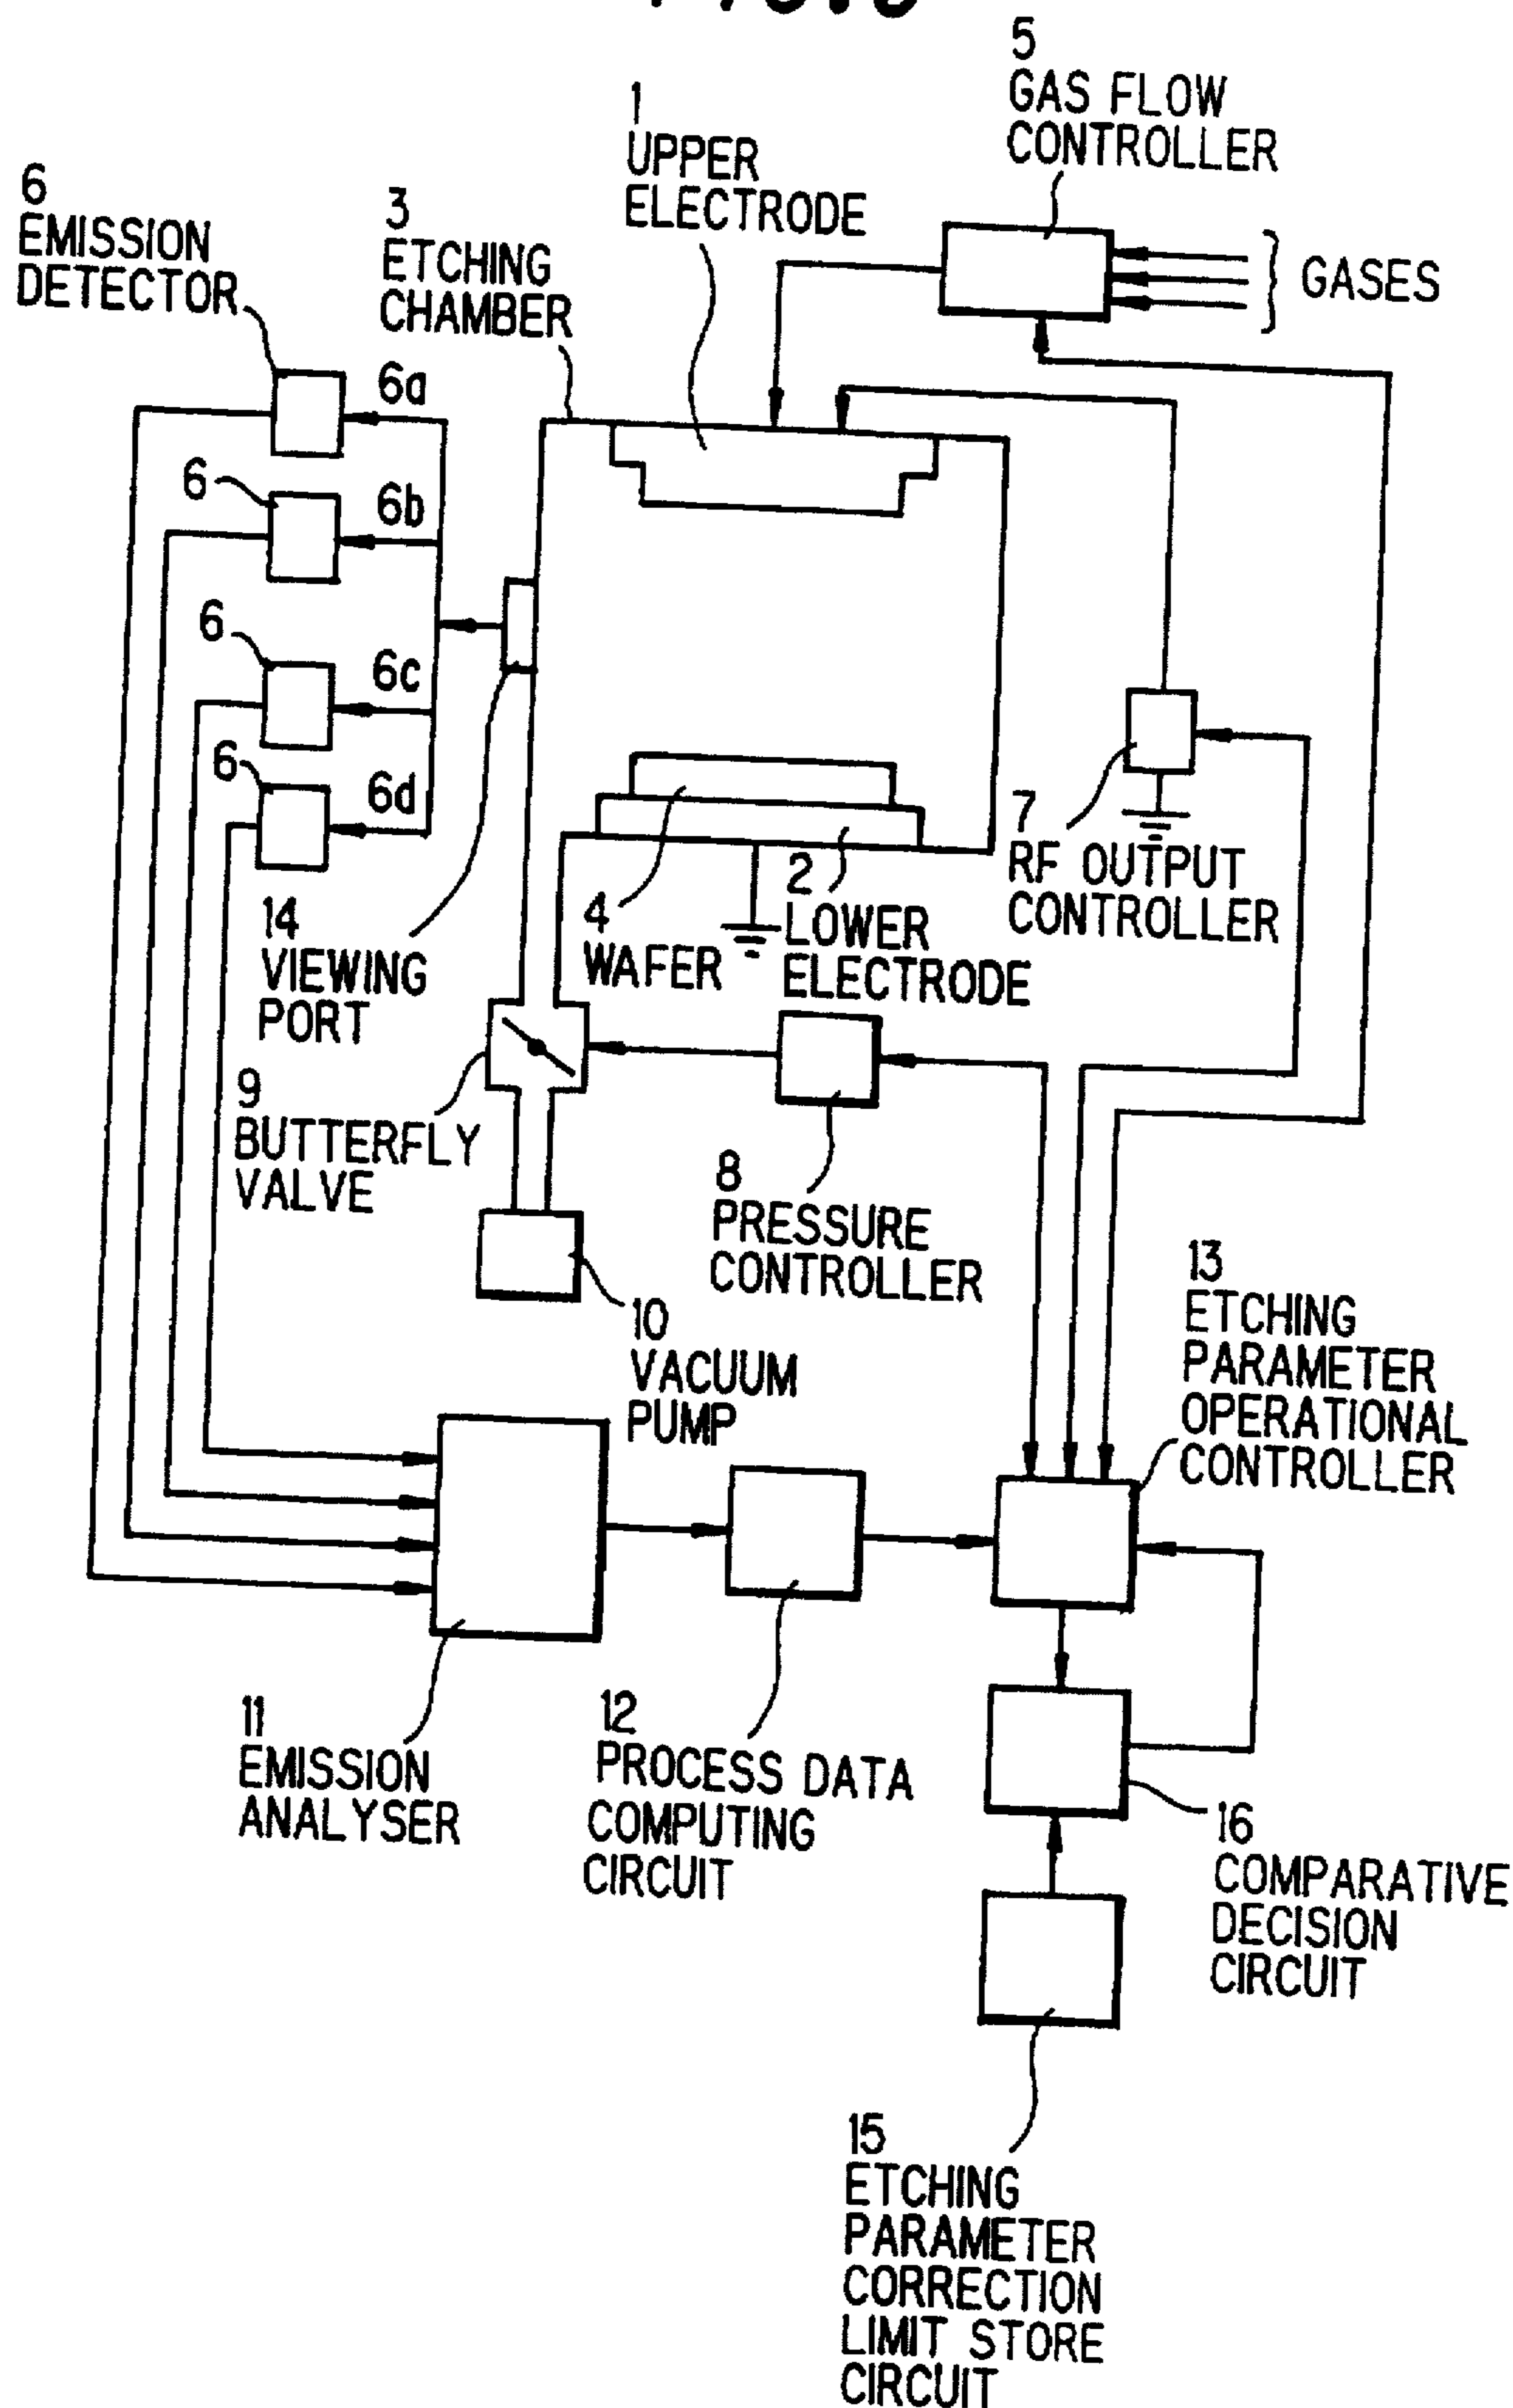 5
GAS FLOW
CONTROLLER
1
UPPER
ELECTRODE
6
EMISSION
DETECTOR
3
ETCHING
CHAMBER
GASES
6a
6
6b
6
6c
6
6d
7
RF OUTPUT
CONTROLLER
2
LOWER
ELECTRODE
4
WAFER
14
VIEWING
PORT
9
BUTTERFLY
VALVE
8
PRESSURE
CONTROLLER
10
VACUUM
PUMP
13
ETCHING
PARAMETER
OPERATIONAL
CONTROLLER
11
EMISSION
ANALYSER
12
PROCESS DATA
COMPUTING
CIRCUIT
16
COMPARATIVE
DECISION
CIRCUIT
15
ETCHING
PARAMETER
CORRECTION
LIMIT STORE
CIRCUIT